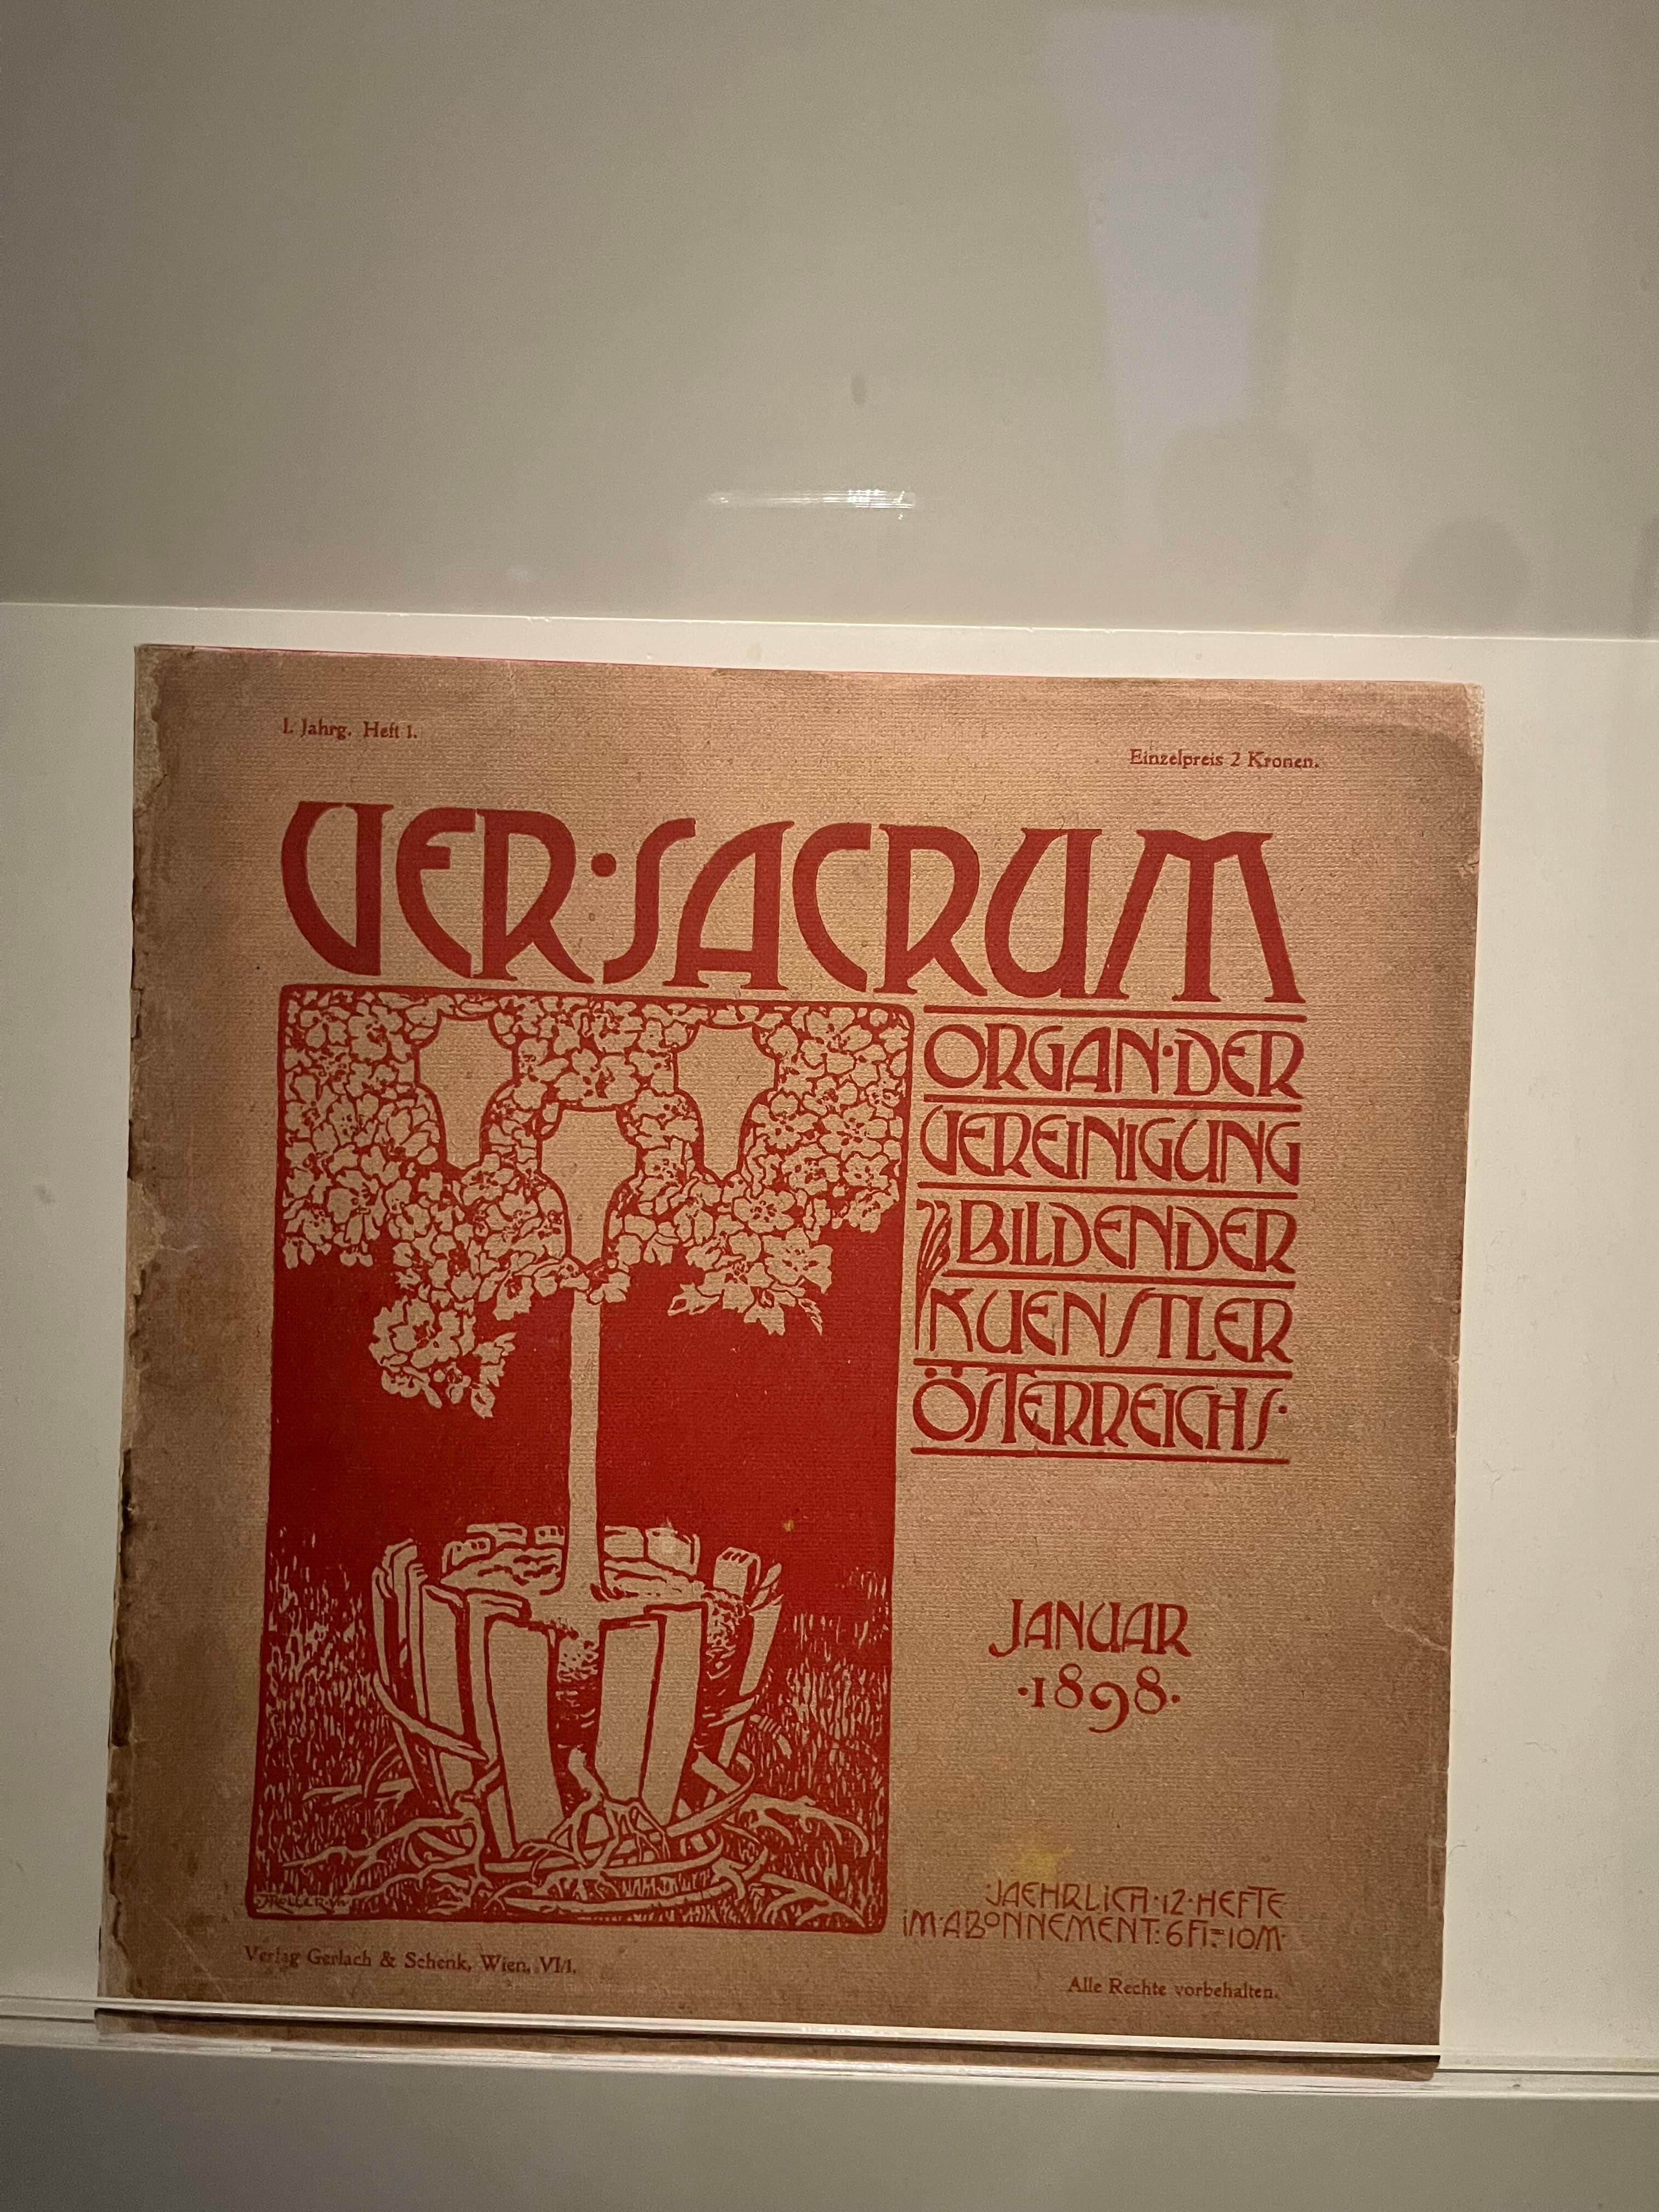 I. Jahrg. Heft 1.
Einzelpreis 2 Kronen.
VER·SACRUM
ORGAN·DER
VEREINIGUNG
BILDENDER
KUENSTLER
ÖSTERREICHS·
JANUAR
·1898·
JAEHRLICH·12·HEFTE
IM ABONNEMENT: 6 Fl=10M·
Verlag Gerlach & Schenk, Wien, VI/1.
Alle Rechte vorbehalten.